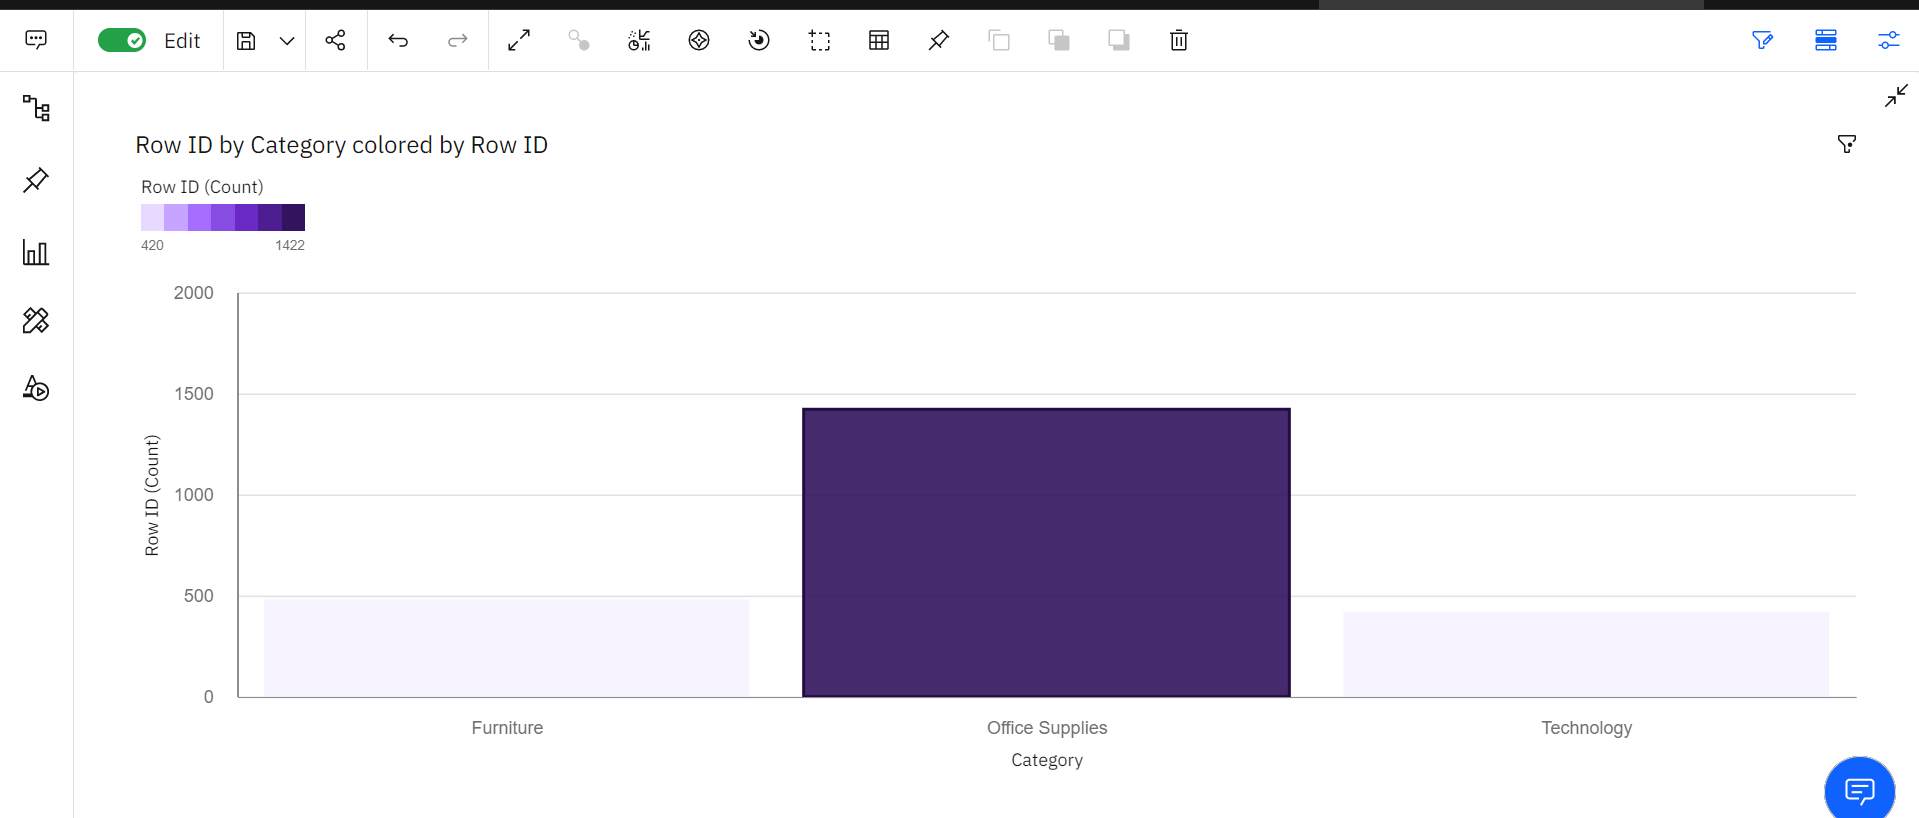 Edit
Row ID by Category colored by Row ID
Row ID (Count)
420 1422
2000
1500
1000
500
0
Row ID (Count)
Furniture Office Supplies Technology
Category